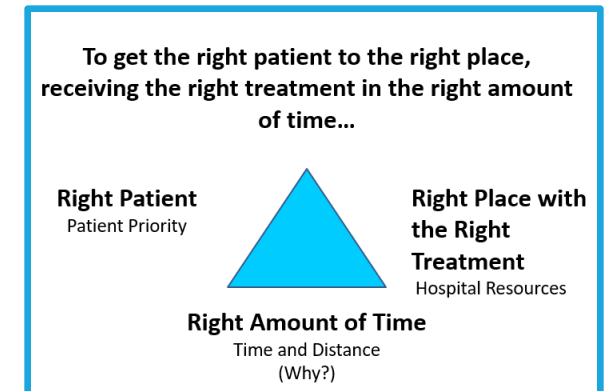 To get the right patient to the right place,
receiving the right treatment in the right amount
of time…
Right Patient
Patient Priority
Right Place with
the Right
Treatment
Hospital Resources
Right Amount of Time
Time and Distance
(Why?)